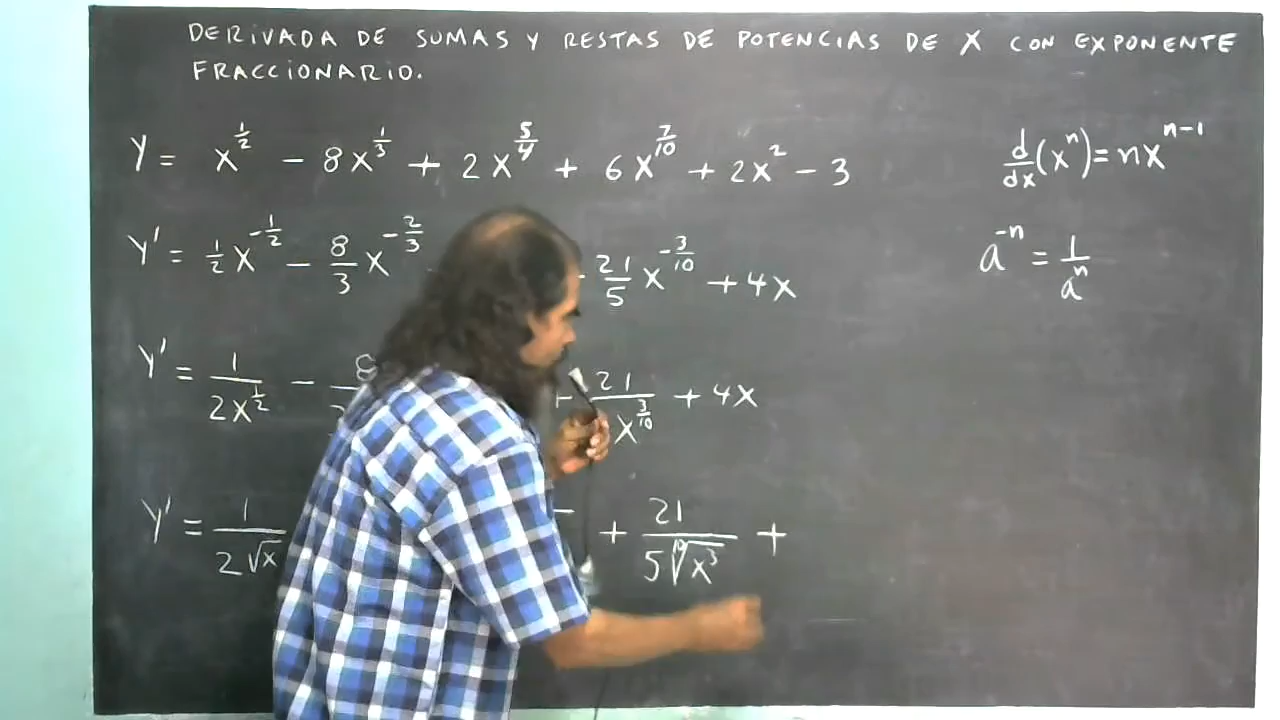 DERIVADA DE SUMAS Y RESTAS DE POTENCIAS DE X CON EXPONENTE
FRACCIONARIO.
Y = x^{1/2} - 8x^{1/3} + 2x^{5/4} + 6x^{7/10} + 2x^2 - 3
d/dx(x^n) = nx^{n-1}
Y' = 1/2 x^{-1/2} - 8/3 x^{-2/3} 21/5 x^{-3/10} + 4x
a^{-n} = 1/a^n
Y' = 1/(2x^{1/2}) - 8 + 21/x^{3/10} + 4x
Y' = 1/(2√x) + 21/(5 ¹⁰√x^3) +